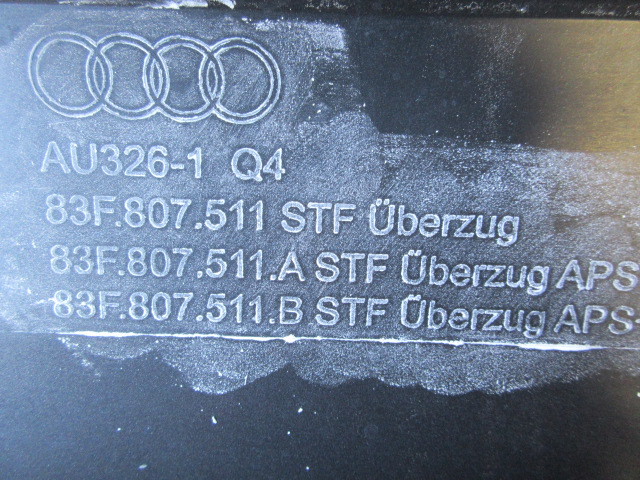 AU326-1 Q4
83F.807.511 STF Überzug
83F.807.511.A STF Überzug APS
83F.807.511.B STF Überzug APS-